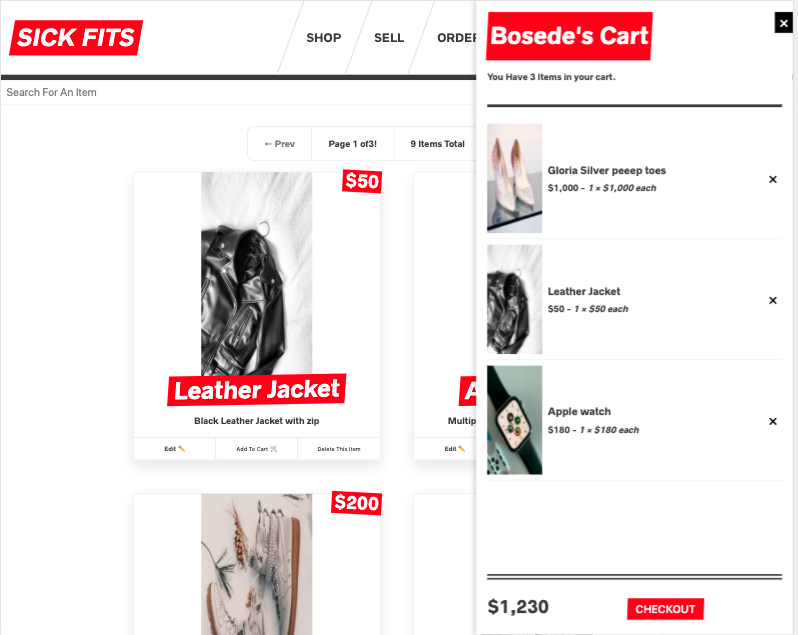 SICK FITS
SHOP
SELL
ORDER
Search For An Item
← Prev
Page 1 of3!
9 Items Total
$50
Leather Jacket
Black Leather Jacket with zip
Edit ✏️
Add To Cart 🛒
Delete This Item
A
Multip
Edit ✏️
$200
Bosede's Cart
×
You Have 3 Items in your cart.
Gloria Silver peeep toes
$1,000 - 1 × $1,000 each
×
Leather Jacket
$50 - 1 × $50 each
×
Apple watch
$180 - 1 × $180 each
×
$1,230
CHECKOUT